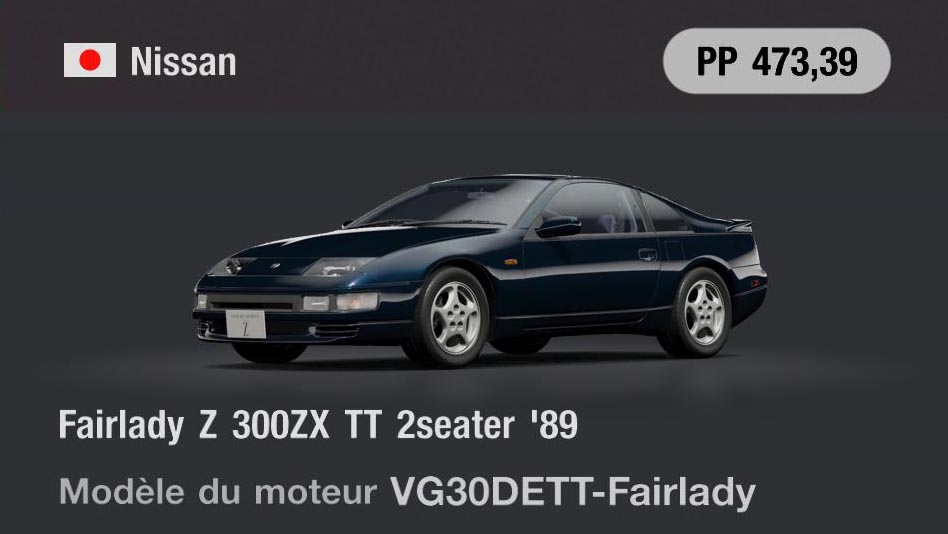 Nissan
PP 473,39
Z
Fairlady Z 300ZX TT 2seater '89
Modèle du moteur VG30DETT-Fairlady